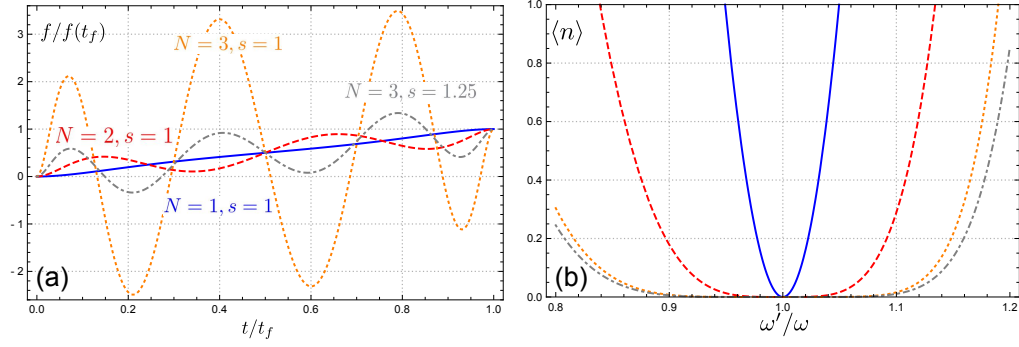 f/f(t_f)
N = 3, s = 1
N = 3, s = 1.25
N = 2, s = 1
N = 1, s = 1
3
2
1
0
-1
-2
(a)
0.0 0.2 0.4 0.6 0.8 1.0
t/t_f
⟨n⟩
1.0
0.8
0.6
0.4
0.2
0.0
(b)
0.8 0.9 1.0 1.1 1.2
ω'/ω